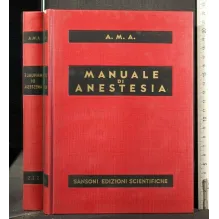 A. M. A.
MANUALE
DI
ANESTESIA
SANSONI EDIZIONI SCIENTIFICHE
A.M.A.